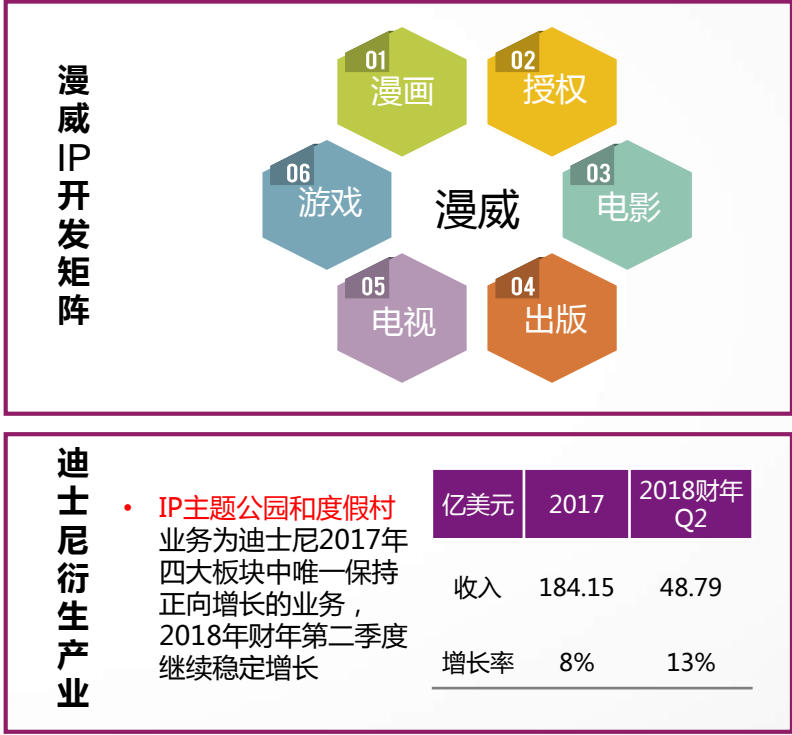 漫威IP开发矩阵
01
漫画
02
授权
06
游戏
漫威
03
电影
05
电视
04
出版
迪士尼衍生产业
• IP主题公园和度假村
业务为迪士尼2017年
四大板块中唯一保持
正向增长的业务，
2018年财年第二季度
继续稳定增长
亿美元 2017 2018财年
Q2
收入 184.15 48.79
增长率 8% 13%